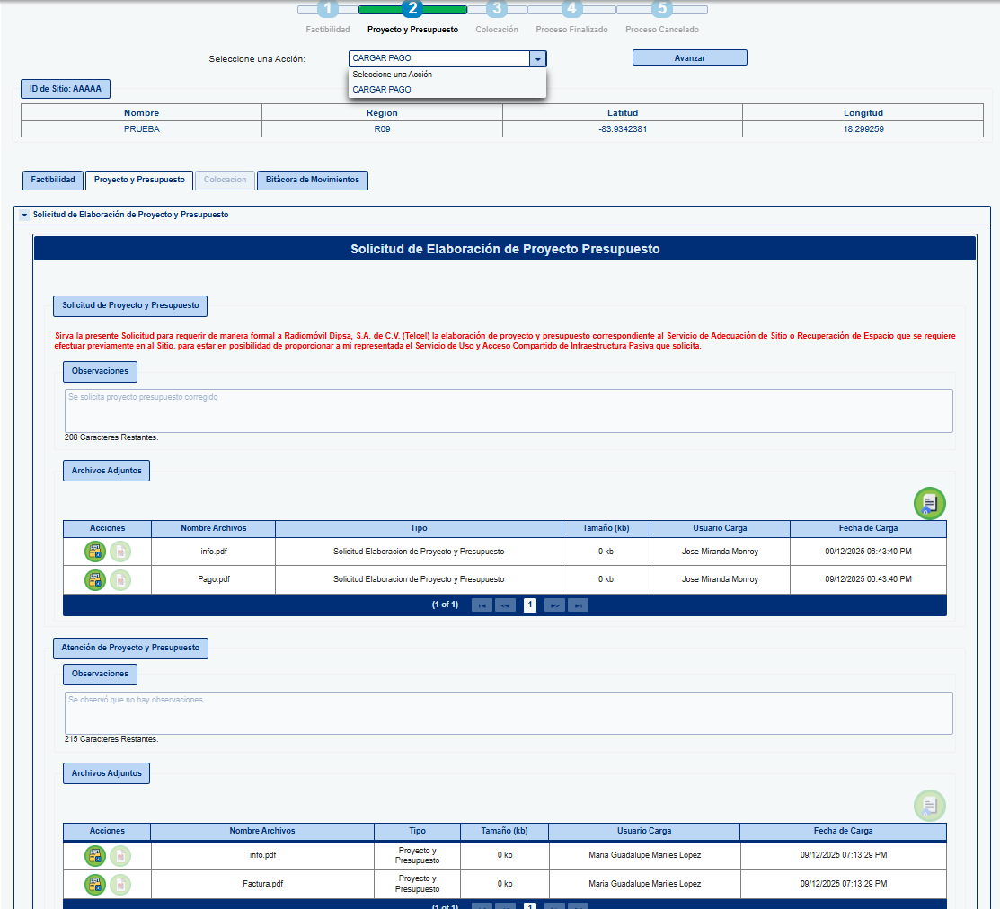 1 2 3 4 5
Factibilidad Proyecto y Presupuesto Colocación Proceso Finalizado Proceso Cancelado
Seleccione una Acción: CARGAR PAGO Avanzar
Seleccione una Acción
CARGAR PAGO
ID de Sitio: AAAAA
Nombre Region Latitud Longitud
PRUEBA R09 -83.9342381 18.299259
Factibilidad Proyecto y Presupuesto Colocacion Bitácora de Movimientos
Solicitud de Elaboración de Proyecto y Presupuesto
Solicitud de Elaboración de Proyecto Presupuesto
Solicitud de Proyecto y Presupuesto
Sirva la presente Solicitud para requerir de manera formal a Radiomóvil Dipsa, S.A. de C.V. (Telcel) la elaboración de proyecto y presupuesto correspondiente al Servicio de Adecuación de Sitio o Recuperación de Espacio que se requiere
efectuar previamente en al Sitio, para estar en posibilidad de proporcionar a mi representada el Servicio de Uso y Acceso Compartido de Infraestructura Pasiva que solicita.
Observaciones
Se solicita proyecto presupuesto corregido
208 Caracteres Restantes.
Archivos Adjuntos
Acciones Nombre Archivos Tipo Tamaño (kb) Usuario Carga Fecha de Carga
info.pdf Solicitud Elaboracion de Proyecto y Presupuesto 0 kb Jose Miranda Monroy 09/12/2025 06:43:40 PM
Pago.pdf Solicitud Elaboracion de Proyecto y Presupuesto 0 kb Jose Miranda Monroy 09/12/2025 06:43:40 PM
(1 of 1) 1
Atención de Proyecto y Presupuesto
Observaciones
Se observó que no hay observaciones
215 Caracteres Restantes.
Archivos Adjuntos
Acciones Nombre Archivos Tipo Tamaño (kb) Usuario Carga Fecha de Carga
info.pdf Proyecto y 0 kb Maria Guadalupe Mariles Lopez 09/12/2025 07:13:29 PM
Presupuesto
Factura.pdf Proyecto y 0 kb Maria Guadalupe Mariles Lopez 09/12/2025 07:13:29 PM
Presupuesto
(1 of 1) 1